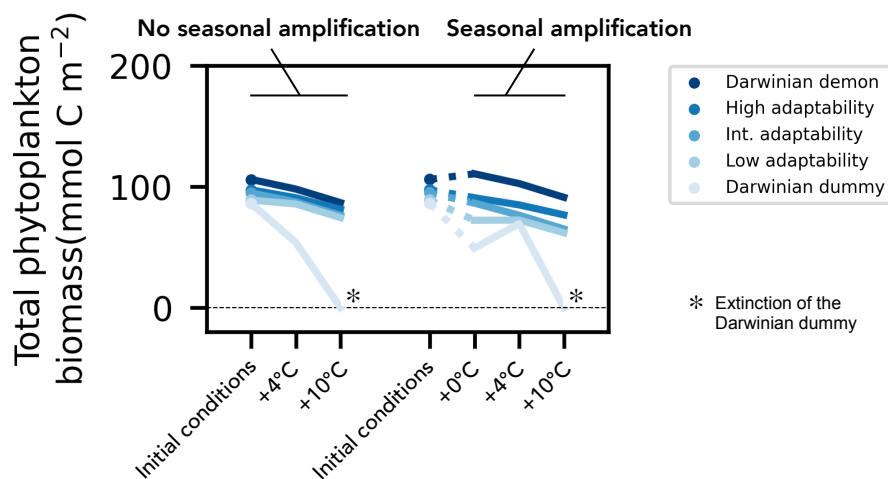 No seasonal amplification
Seasonal amplification
Total phytoplankton
biomass(mmol C m⁻²)
200
100
0
*
*
Initial conditions
+4°C
+10°C
Initial conditions
+0°C
+4°C
+10°C
Darwinian demon
High adaptability
Int. adaptability
Low adaptability
Darwinian dummy
* Extinction of the
Darwinian dummy